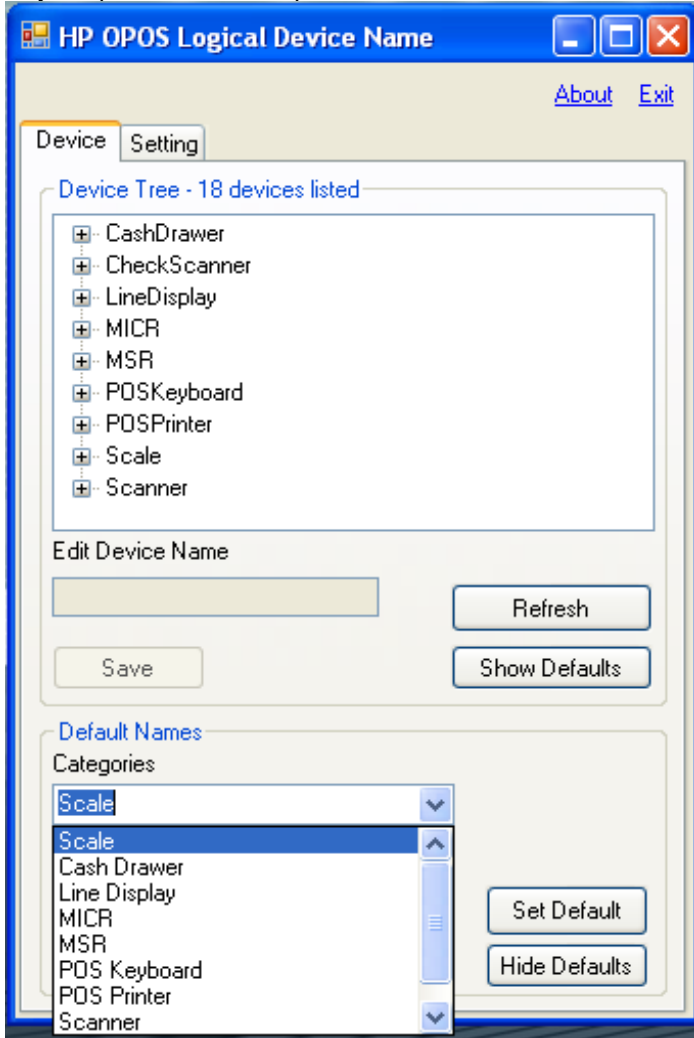 HP OPOS Logical Device Name
About Exit
Device Setting
Device Tree - 18 devices listed
CashDrawer
CheckScanner
LineDisplay
MICR
MSR
POSKeyboard
POSPrinter
Scale
Scanner
Edit Device Name
Refresh
Save Show Defaults
Default Names
Categories
Scale
Scale
Cash Drawer
Line Display
MICR
Set Default
MSR
POS Keyboard
Hide Defaults
POS Printer
Scanner